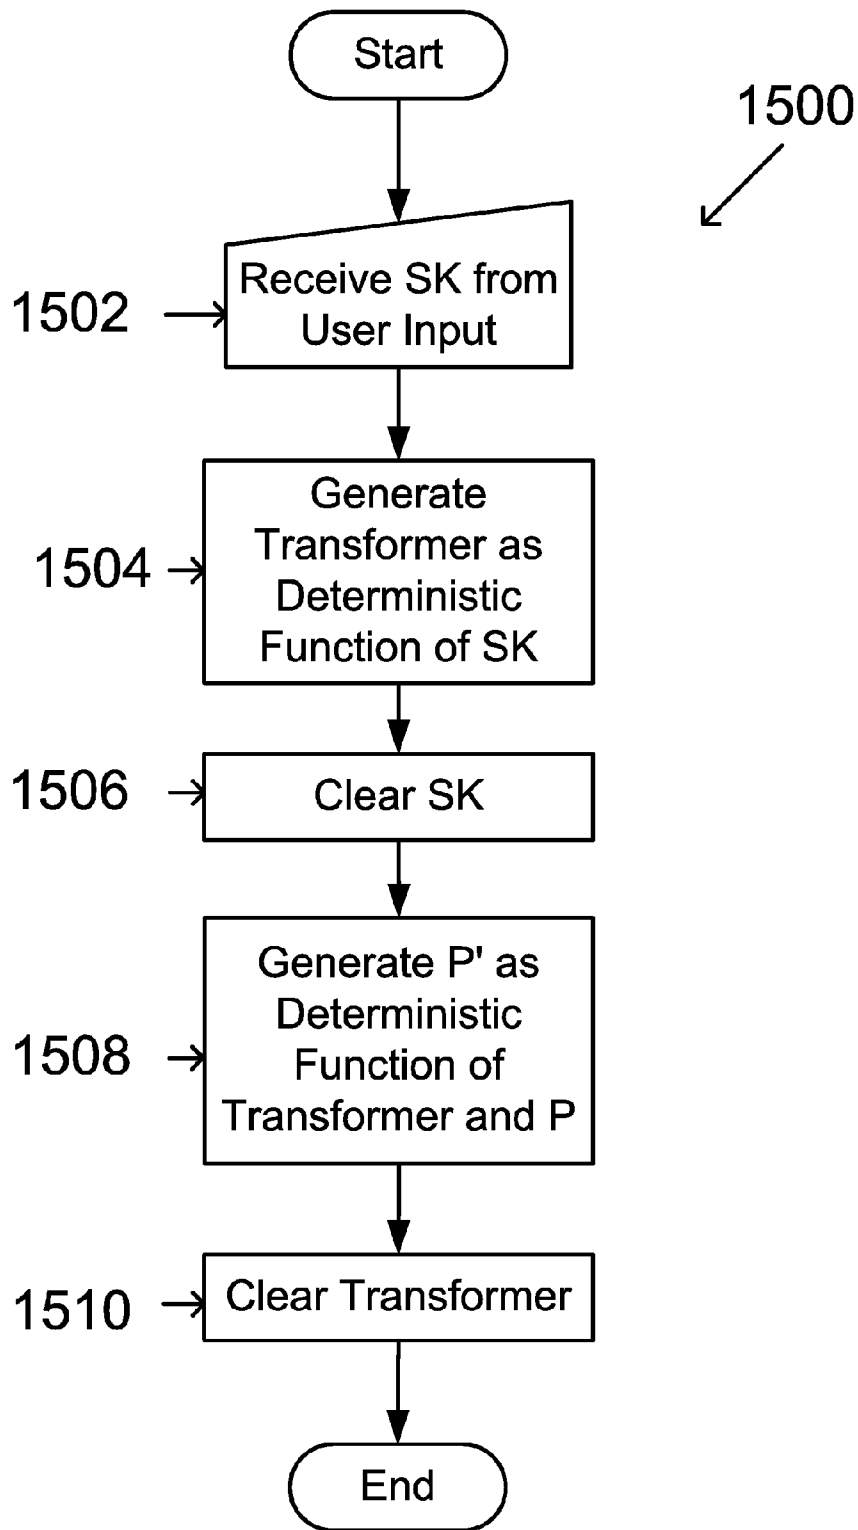 Start
1500
Receive SK from
User Input
1502
Generate
Transformer as
Deterministic
Function of SK
1504
Clear SK
1506
Generate P' as
Deterministic
Function of
Transformer and P
1508
Clear Transformer
1510
End